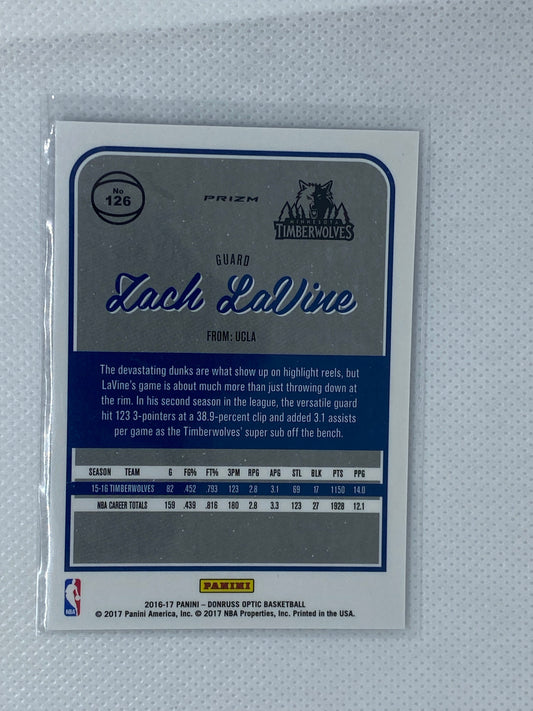 No
126
PRIZM
MINNESOTA
TIMBERWOLVES
GUARD
Zach LaVine
FROM: UCLA
The devastating dunks are what show up on highlight reels, but
LaVine's game is about much more than just throwing down at
the rim. In his second season in the league, the versatile guard
hit 123 3-pointers at a 38.9-percent clip and added 3.1 assists
per game as the Timberwolves' super sub off the bench.
SEASON TEAM G FG% FT% 3PM RPG APG STL BLK PTS PPG
15-16 TIMBERWOLVES 82 .452 .793 123 2.8 3.1 69 17 1150 14.0
NBA CAREER TOTALS 159 .439 .816 180 2.8 3.3 123 27 1928 12.1
PANINI
NBA
2016-17 PANINI – DONRUSS OPTIC BASKETBALL
© 2017 Panini America, Inc. © 2017 NBA Properties, Inc. Printed in the USA.